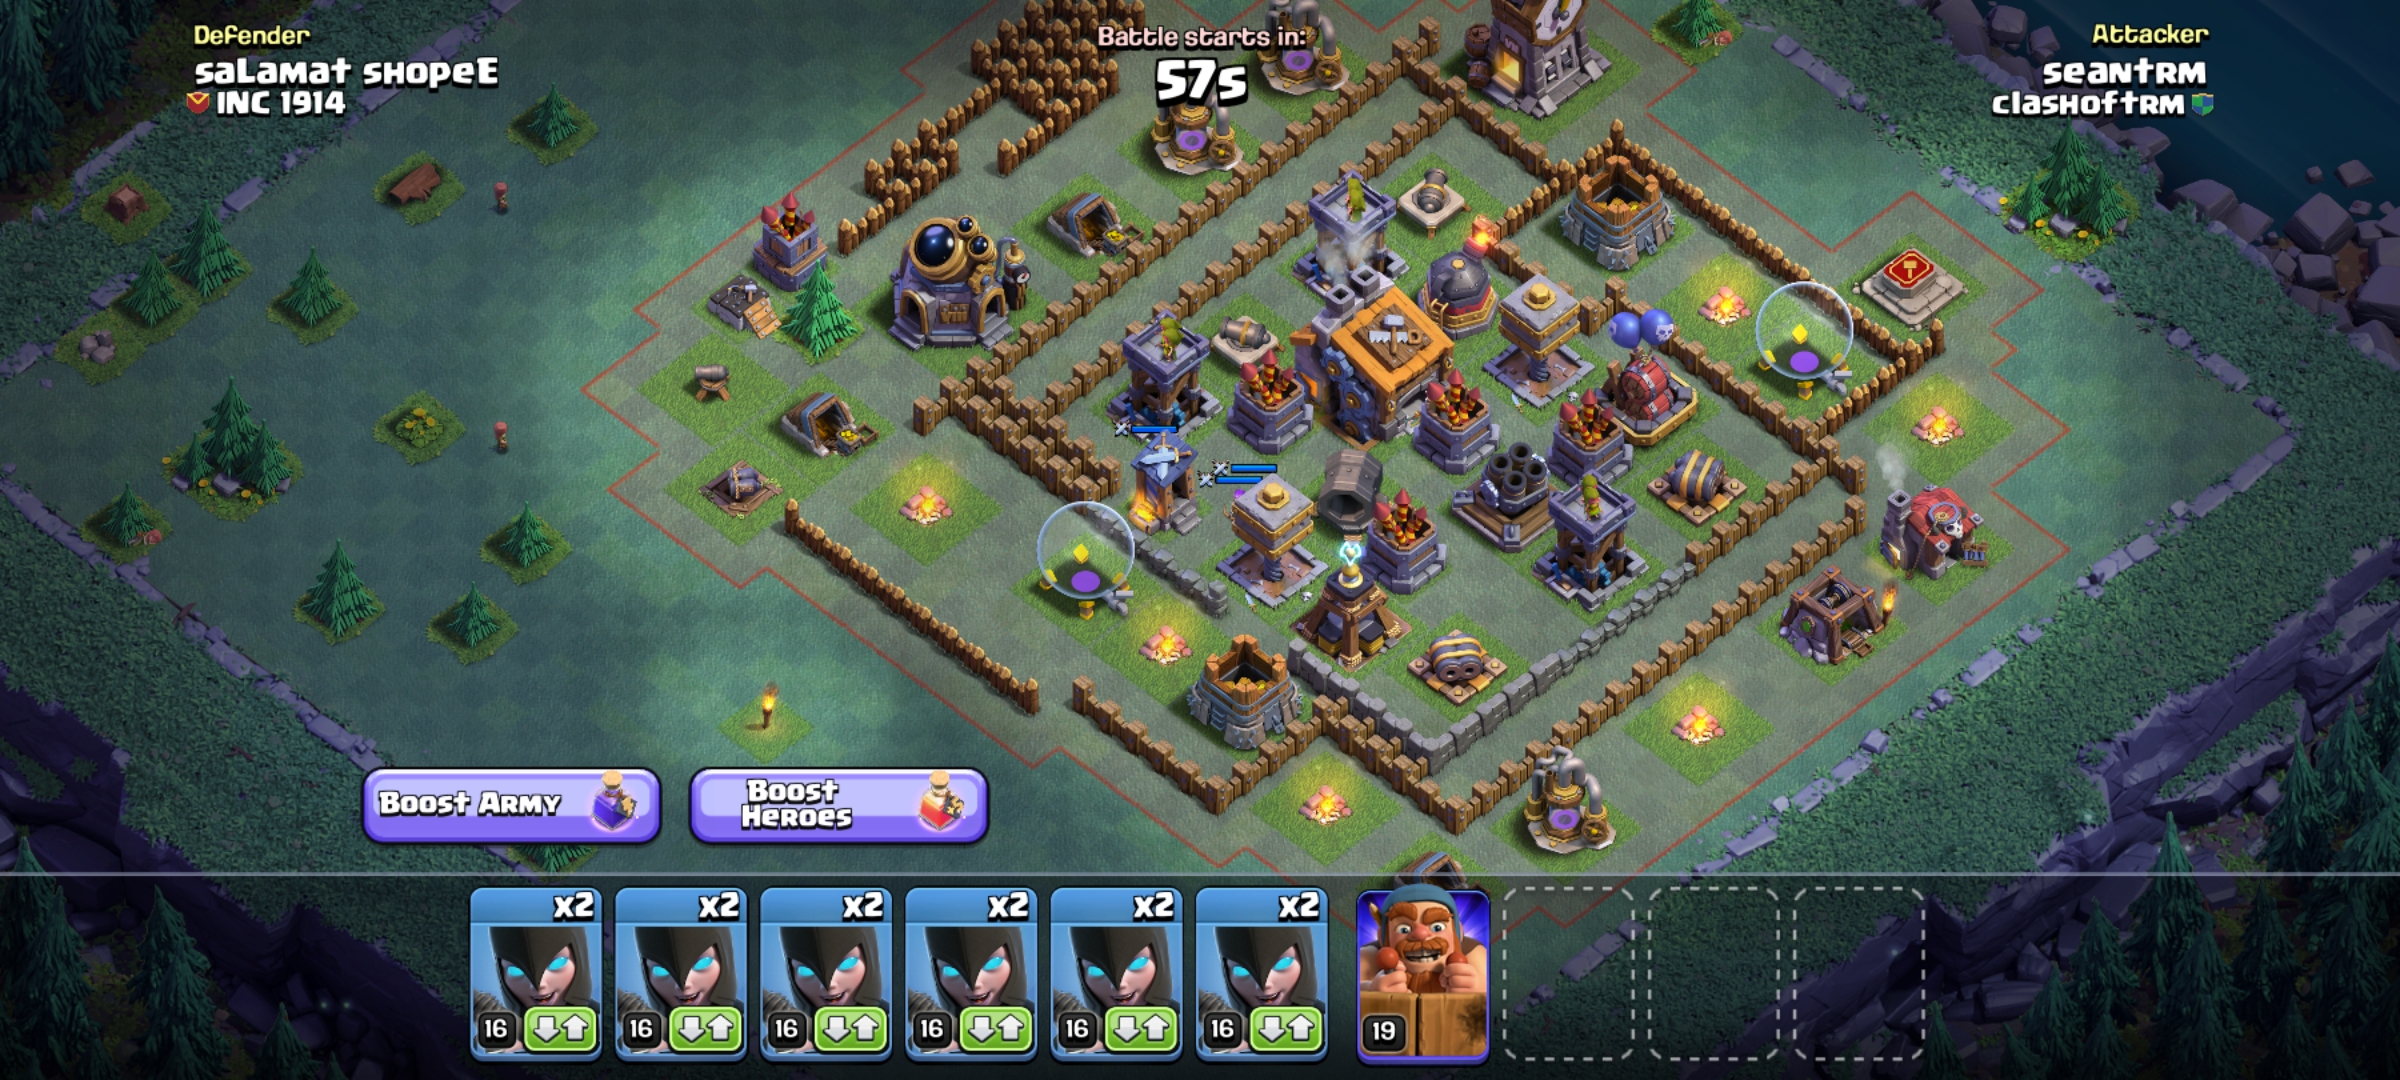 Defender
saLamat sHopeE
INC 1914
Battle starts in:
57s
Attacker
seantRM
clasHoftRM
Boost Army
Boost
Heroes
x2
x2
x2
x2
x2
x2
16
16
16
16
16
16
19